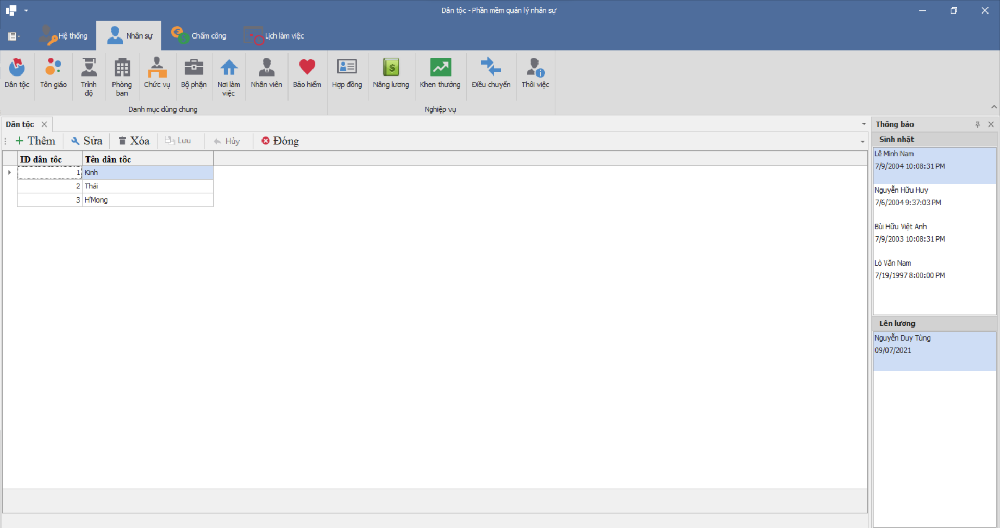 Dân tộc - Phần mềm quản lý nhân sự
Hệ thống
Nhân sự
Chấm công
Lịch làm việc
Dân tộc
Tôn giáo
Trình
độ
Phòng
ban
Chức vụ
Bộ phận
Nơi làm
việc
Nhân viên
Bảo hiểm
Hợp đồng
Nâng lương
Khen thưởng
Điều chuyển
Thôi việc
Danh mục dùng chung
Nghiệp vụ
Dân tộc
Thêm
Sửa
Xóa
Lưu
Hủy
Đóng
ID dân tôc
Tên dân tôc
1 Kinh
2 Thái
3 H'Mong
Thông báo
Sinh nhật
Lê Minh Nam
7/9/2004 10:08:31 PM
Nguyễn Hữu Huy
7/6/2004 9:37:03 PM
Bùi Hữu Việt Anh
7/9/2003 10:08:31 PM
Lò Văn Nam
7/19/1997 8:00:00 PM
Lên lương
Nguyễn Duy Tùng
09/07/2021